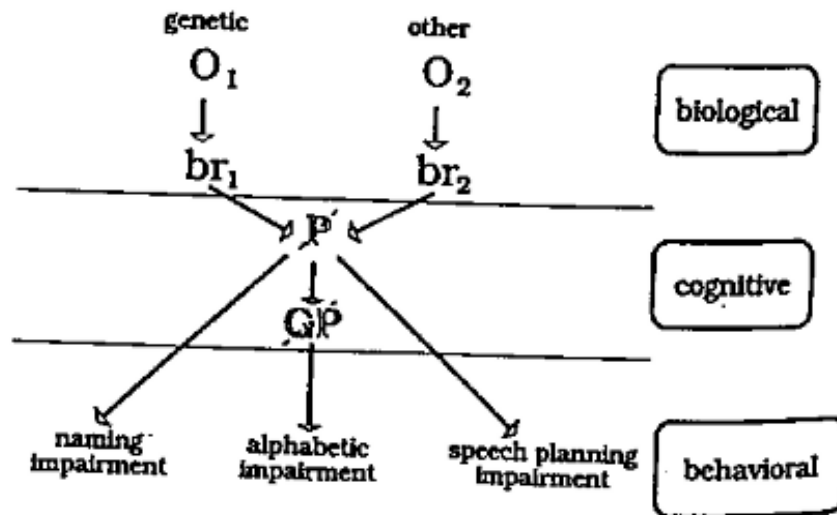 genetic
other
O₁
O₂
biological
br₁
br₂
P
cognitive
GP
naming
impairment
alphabetic
impairment
speech planning
impairment
behavioral